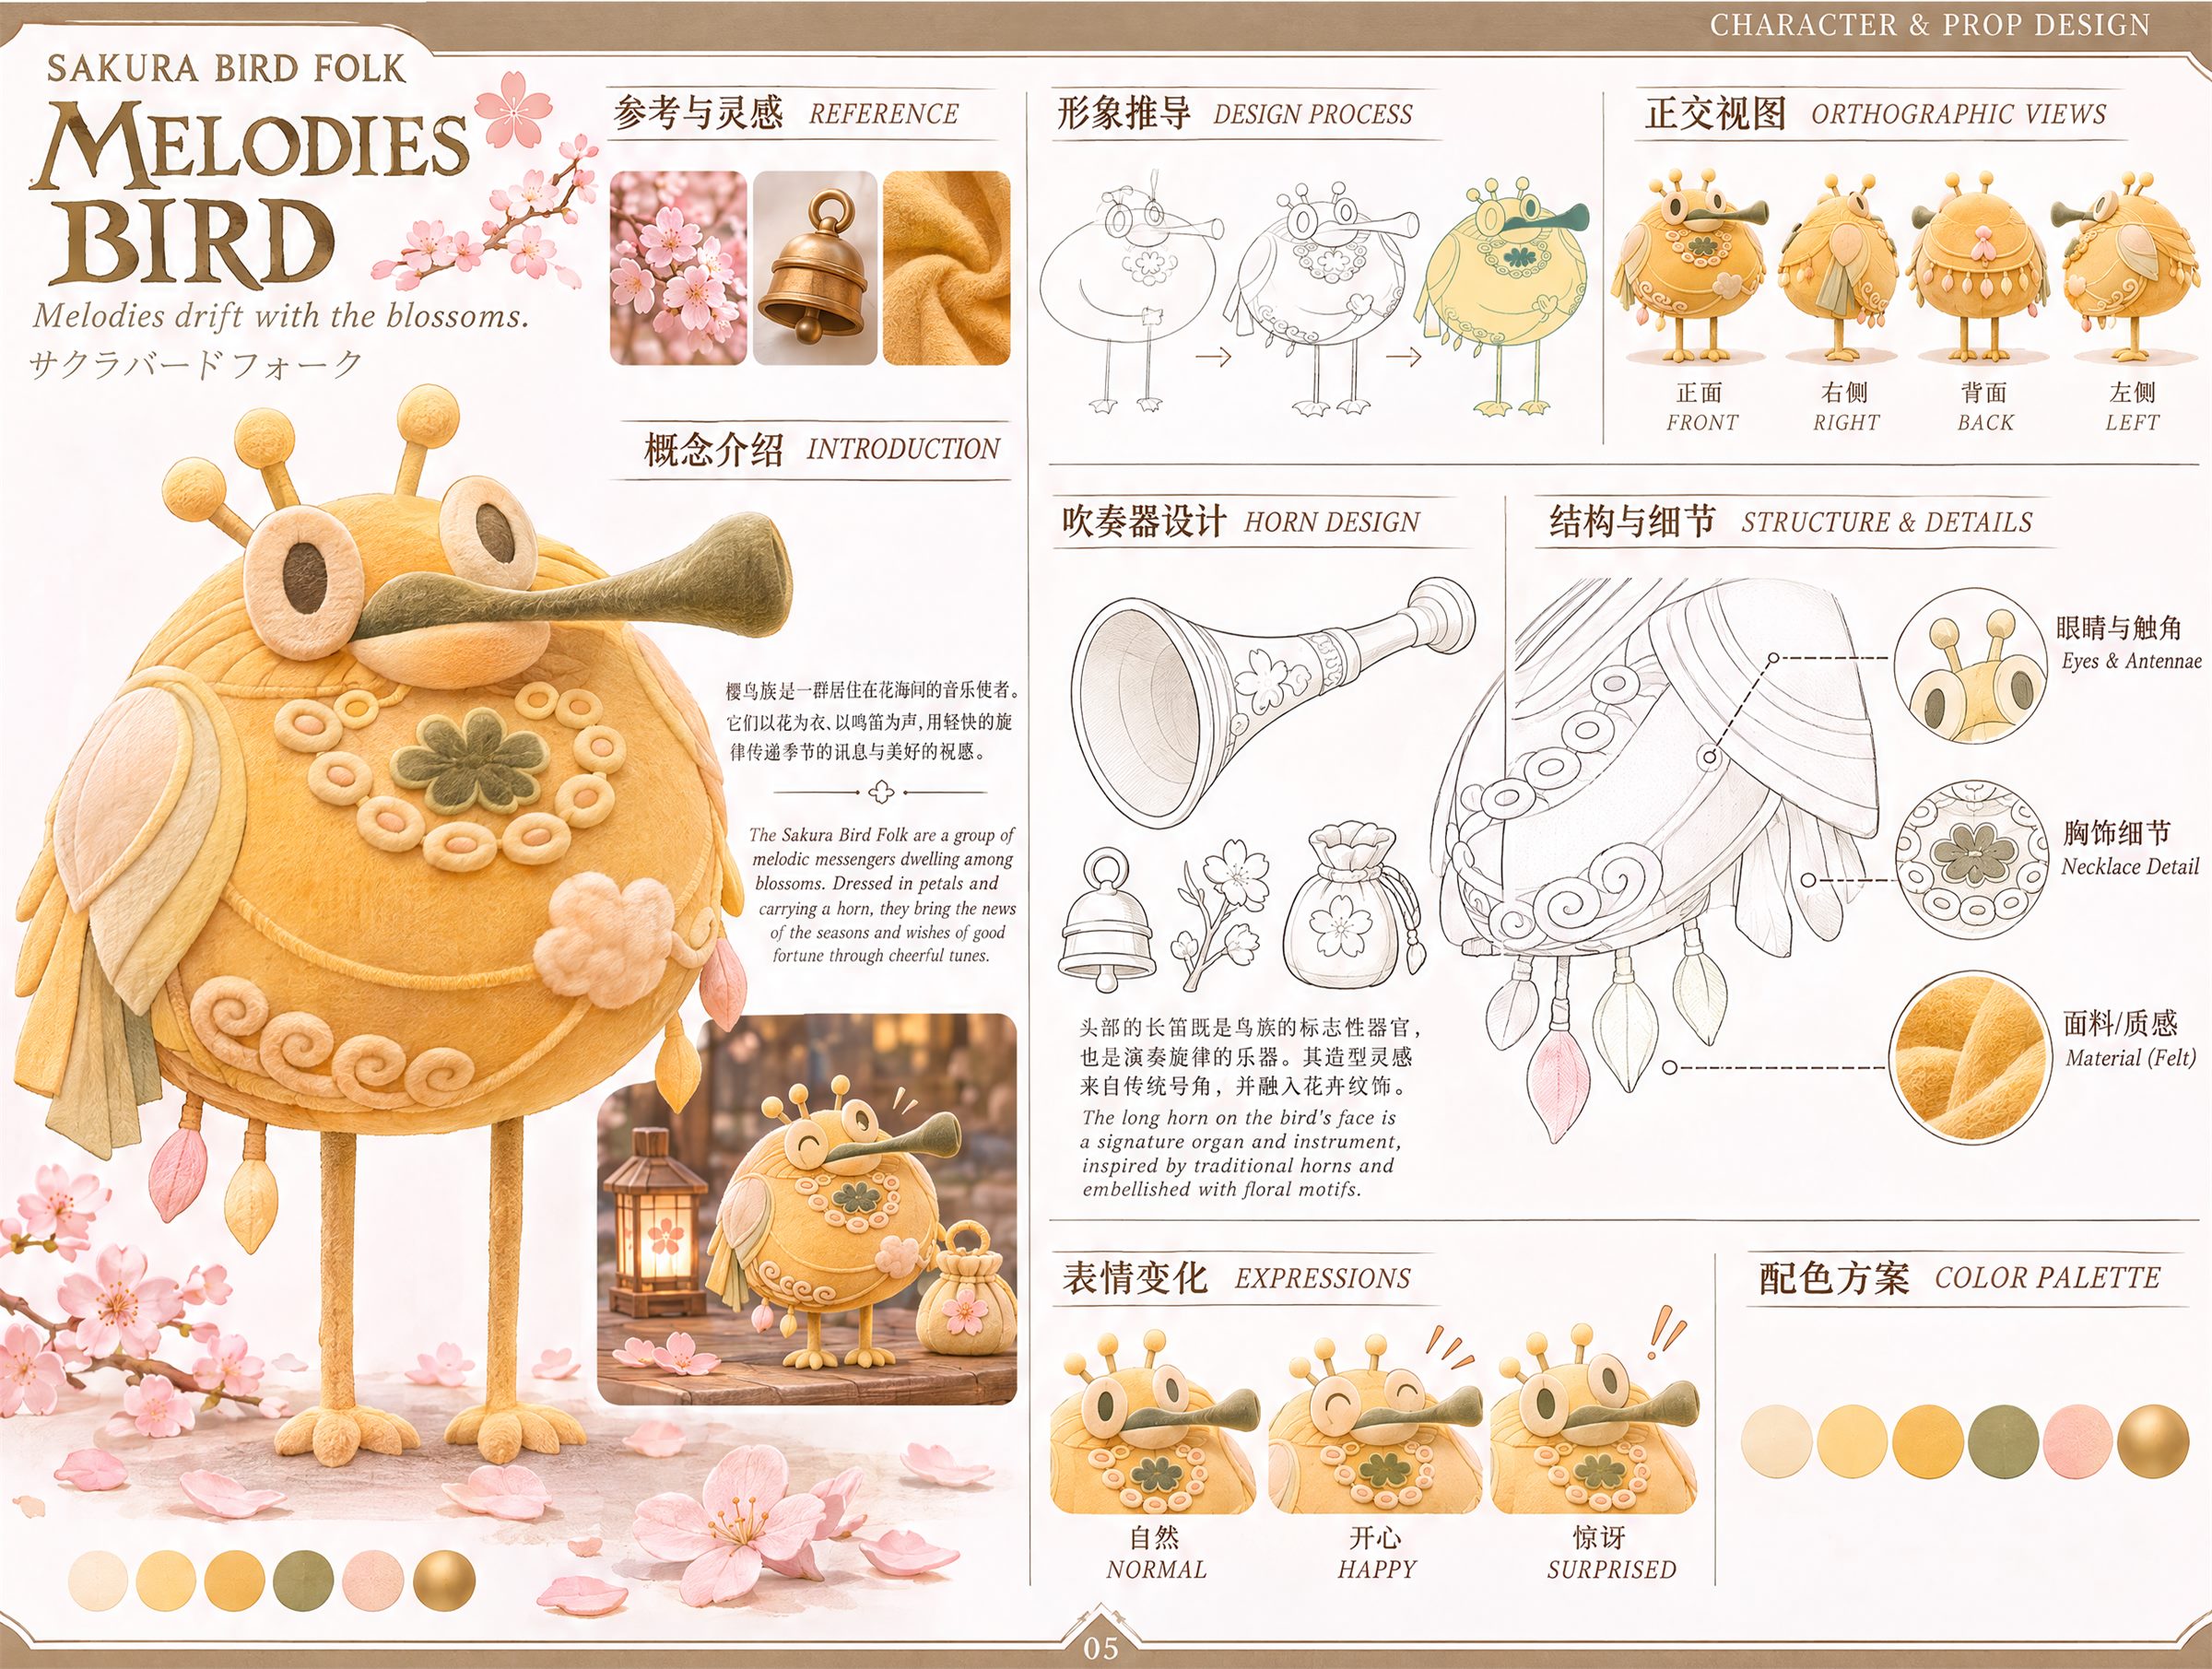 CHARACTER & PROP DESIGN
SAKURA BIRD FOLK
MELODIES
BIRD
Melodies drift with the blossoms.
サクラバードフォーク
参考与灵感 REFERENCE
概念介绍 INTRODUCTION
樱鸟族是一群居住在花海间的音乐使者。
它们以花为衣、以鸣笛为声,用轻快的旋
律传递季节的讯息与美好的祝愿。
The Sakura Bird Folk are a group of
melodic messengers dwelling among
blossoms. Dressed in petals and
carrying a horn, they bring the news
of the seasons and wishes of good
fortune through cheerful tunes.
形象推导 DESIGN PROCESS
正交视图 ORTHOGRAPHIC VIEWS
正面
FRONT
右侧
RIGHT
背面
BACK
左侧
LEFT
吹奏器设计 HORN DESIGN
头部的长笛既是鸟族的标志性器官，
也是演奏旋律的乐器。其造型灵感
来自传统号角，并融入花卉纹饰。
The long horn on the bird's face is
a signature organ and instrument,
inspired by traditional horns and
embellished with floral motifs.
结构与细节 STRUCTURE & DETAILS
眼睛与触角
Eyes & Antennae
胸饰细节
Necklace Detail
面料/质感
Material (Felt)
表情变化 EXPRESSIONS
自然
NORMAL
开心
HAPPY
惊讶
SURPRISED
配色方案 COLOR PALETTE
05